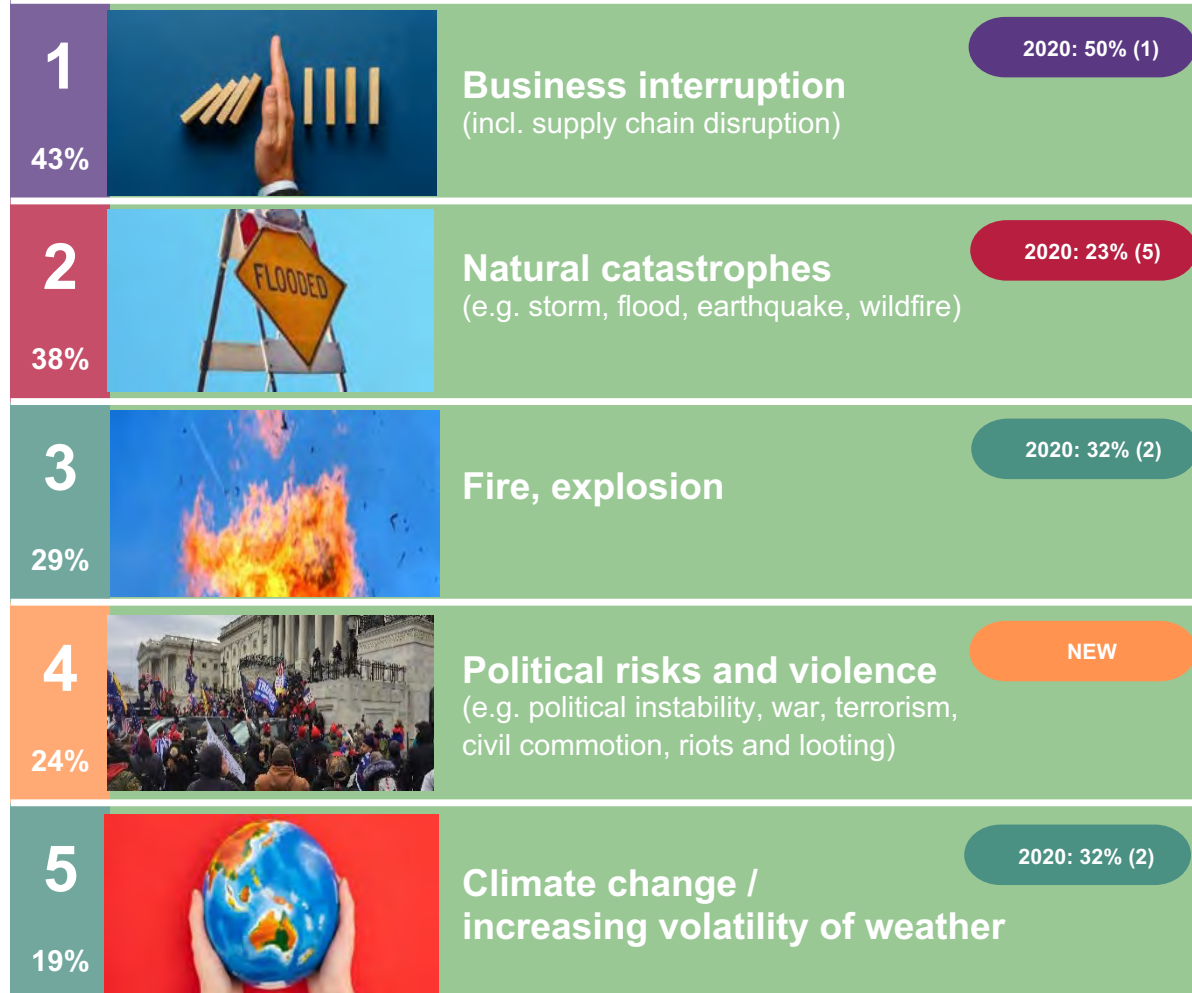 1
43%
Business interruption
(incl. supply chain disruption)
2020: 50% (1)
2
38%
FLOODED
Natural catastrophes
(e.g. storm, flood, earthquake, wildfire)
2020: 23% (5)
3
29%
Fire, explosion
2020: 32% (2)
4
24%
TRUMP
Political risks and violence
(e.g. political instability, war, terrorism,
civil commotion, riots and looting)
NEW
5
19%
Climate change /
increasing volatility of weather
2020: 32% (2)